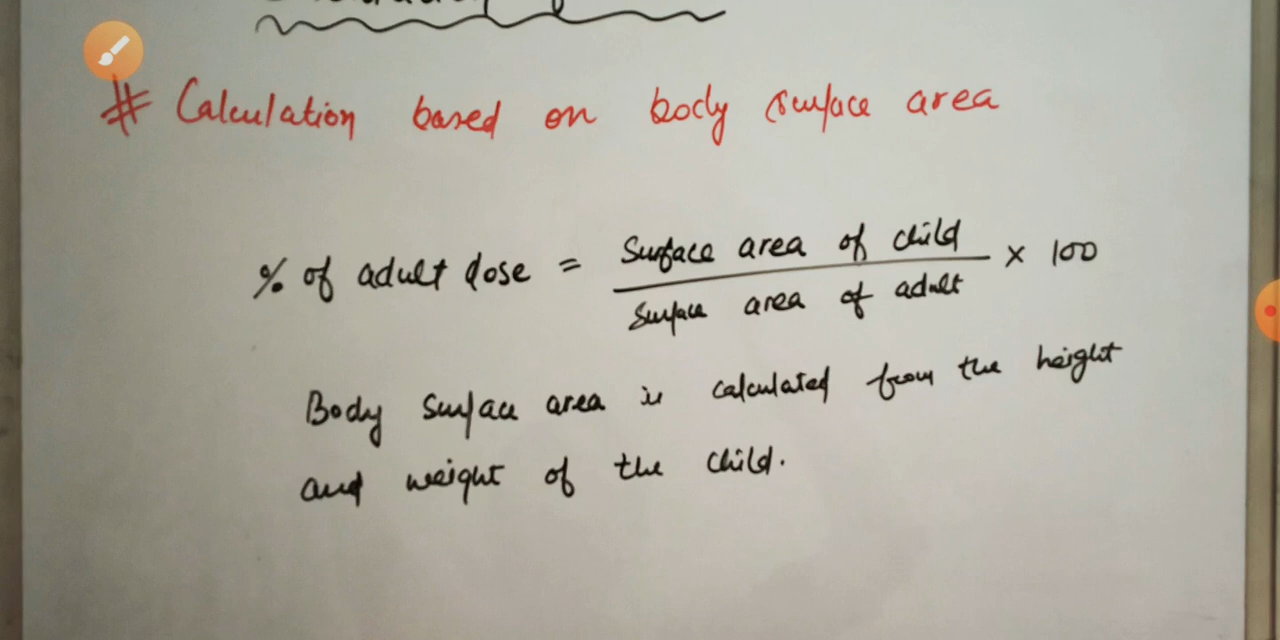 # Calculation based on body surface area
% of adult dose = Surface area of child / Surface area of adult × 100
Body surface area is calculated from the height
and weight of the child.